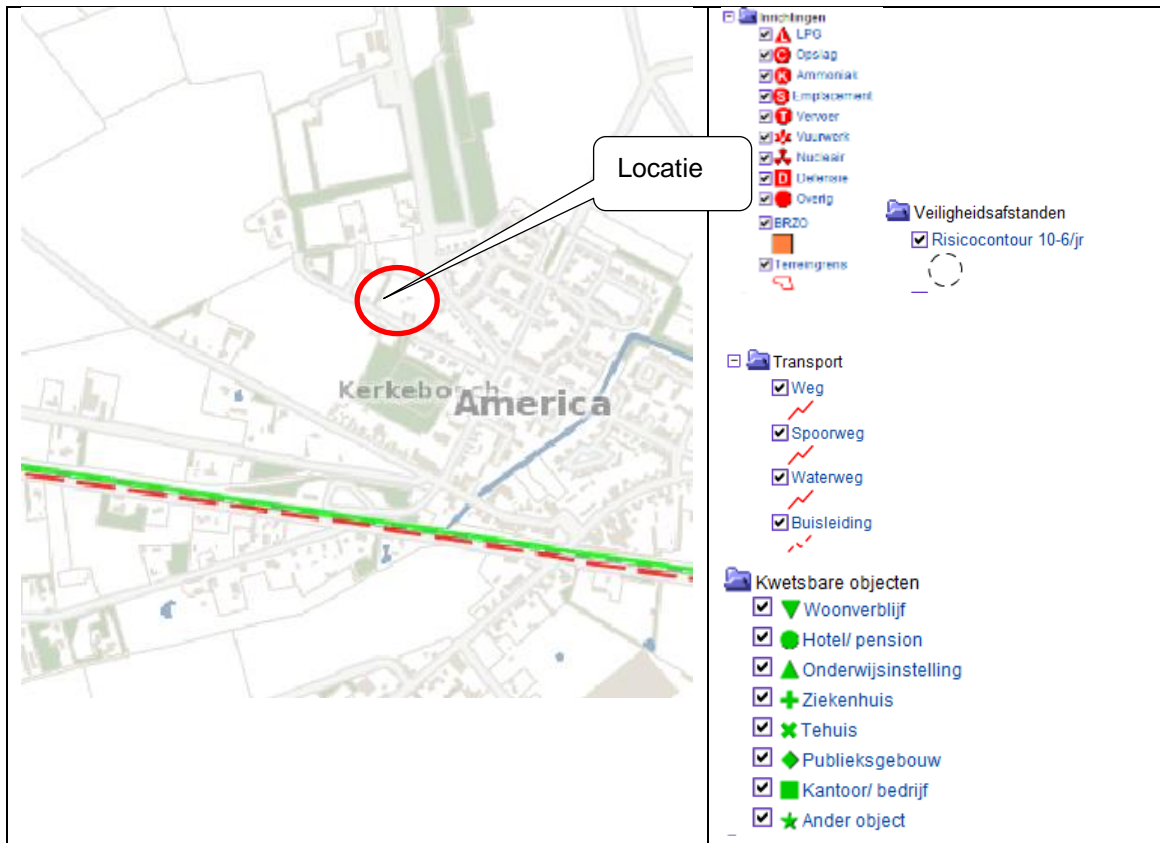 Locatie
Kerkebosch
America
Inrichtingen
LPG
C Opslag
K Ammoniak
S Emplacement
T Vervoer
Vuurwerk
Nucleair
D Defensie
Overig
BRZO
Terreingrens
Veiligheidsafstanden
Risicocontour 10-6/jr
Transport
Weg
Spoorweg
Waterweg
Buisleiding
Kwetsbare objecten
Woonverblijf
Hotel/ pension
Onderwijsinstelling
Ziekenhuis
Tehuis
Publieksgebouw
Kantoor/ bedrijf
Ander object